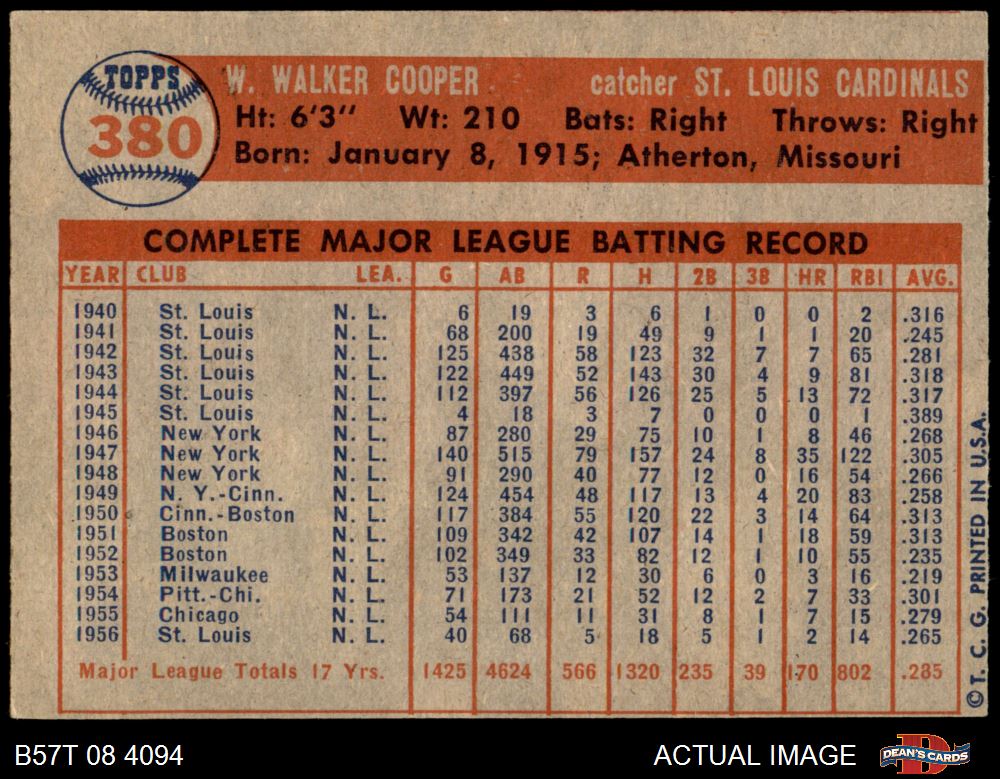 TOPPS
380
W. WALKER COOPER catcher ST. LOUIS CARDINALS
Ht: 6'3" Wt: 210 Bats: Right Throws: Right
Born: January 8, 1915; Atherton, Missouri
COMPLETE MAJOR LEAGUE BATTING RECORD
YEAR CLUB LEA. G AB R H 2B 3B HR RBI AVG.
1940 St. Louis N. L. 6 19 3 6 1 0 0 2 .316
1941 St. Louis N. L. 68 200 19 49 9 1 1 20 .245
1942 St. Louis N. L. 125 438 58 123 32 7 7 65 .281
1943 St. Louis N. L. 122 449 52 143 30 4 9 81 .318
1944 St. Louis N. L. 112 397 56 126 25 5 13 72 .317
1945 St. Louis N. L. 4 18 3 7 0 0 0 1 .389
1946 New York N. L. 87 280 29 75 10 1 8 46 .268
1947 New York N. L. 140 515 79 157 24 8 35 122 .305
1948 New York N. L. 91 290 40 77 12 0 16 54 .266
1949 N. Y.-Cinn. N. L. 124 454 48 117 13 4 20 83 .258
1950 Cinn.-Boston N. L. 117 384 55 120 22 3 14 64 .313
1951 Boston N. L. 109 342 42 107 14 1 18 59 .313
1952 Boston N. L. 102 349 33 82 12 1 10 55 .235
1953 Milwaukee N. L. 53 137 12 30 6 0 3 16 .219
1954 Pitt.-Chi. N. L. 71 173 21 52 12 2 7 33 .301
1955 Chicago N. L. 54 111 11 31 8 1 7 15 .279
1956 St. Louis N. L. 40 68 5 18 5 1 2 14 .265
Major League Totals 17 Yrs. 1425 4624 566 1320 235 39 170 802 .285
© T. C. G. PRINTED IN U.S.A.
B57T 08 4094 ACTUAL IMAGE DEAN'S CARDS